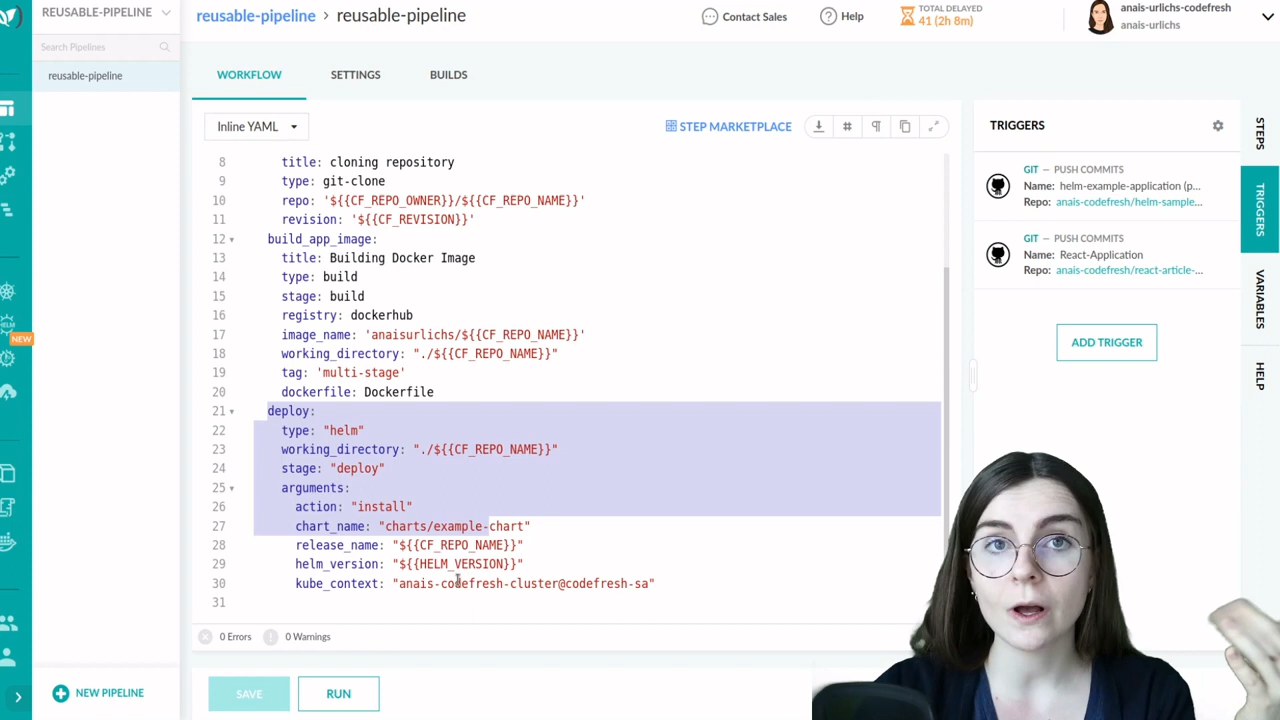 REUSABLE-PIPELINE
reusable-pipeline > reusable-pipeline
Contact Sales
Help
TOTAL DELAYED
41 (2h 8m)
anais-urlichs-codefresh
anais-urlichs
Search Pipelines
reusable-pipeline
WORKFLOW
SETTINGS
BUILDS
Inline YAML
STEP MARKETPLACE
8 title: cloning repository
9 type: git-clone
10 repo: '${{CF_REPO_OWNER}}/${{CF_REPO_NAME}}'
11 revision: '${{CF_REVISION}}'
12 build_app_image:
13 title: Building Docker Image
14 type: build
15 stage: build
16 registry: dockerhub
17 image_name: 'anaisurlichs/${{CF_REPO_NAME}}'
18 working_directory: "./${{CF_REPO_NAME}}"
19 tag: 'multi-stage'
20 dockerfile: Dockerfile
21 deploy:
22 type: "helm"
23 working_directory: "./${{CF_REPO_NAME}}"
24 stage: "deploy"
25 arguments:
26 action: "install"
27 chart_name: "charts/example-chart"
28 release_name: "${{CF_REPO_NAME}}"
29 helm_version: "${{HELM_VERSION}}"
30 kube_context: "anais-codefresh-cluster@codefresh-sa"
31
0 Errors
0 Warnings
NEW PIPELINE
SAVE
RUN
TRIGGERS
GIT — PUSH COMMITS
Name: helm-example-application (p...
Repo: anais-codefresh/helm-sample...
GIT — PUSH COMMITS
Name: React-Application
Repo: anais-codefresh/react-article-...
ADD TRIGGER
STEPS
TRIGGERS
VARIABLES
HELP
HELM
NEW